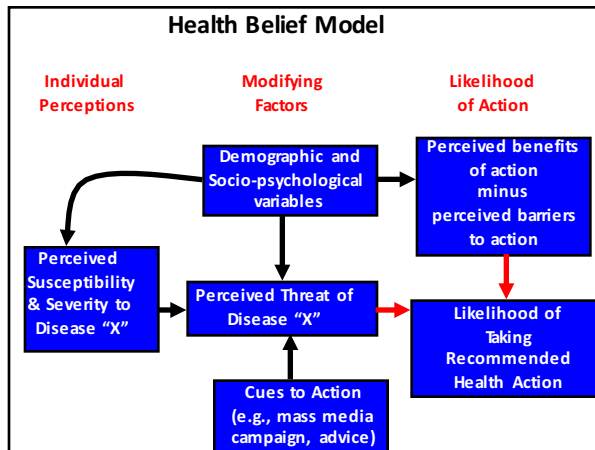 Health Belief Model
Individual
Perceptions
Modifying
Factors
Likelihood
of Action
Demographic and
Socio-psychological
variables
Perceived benefits
of action
minus
perceived barriers
to action
Perceived
Susceptibility
& Severity to
Disease “X”
Perceived Threat of
Disease “X”
Likelihood of
Taking
Recommended
Health Action
Cues to Action
(e.g., mass media
campaign, advice)